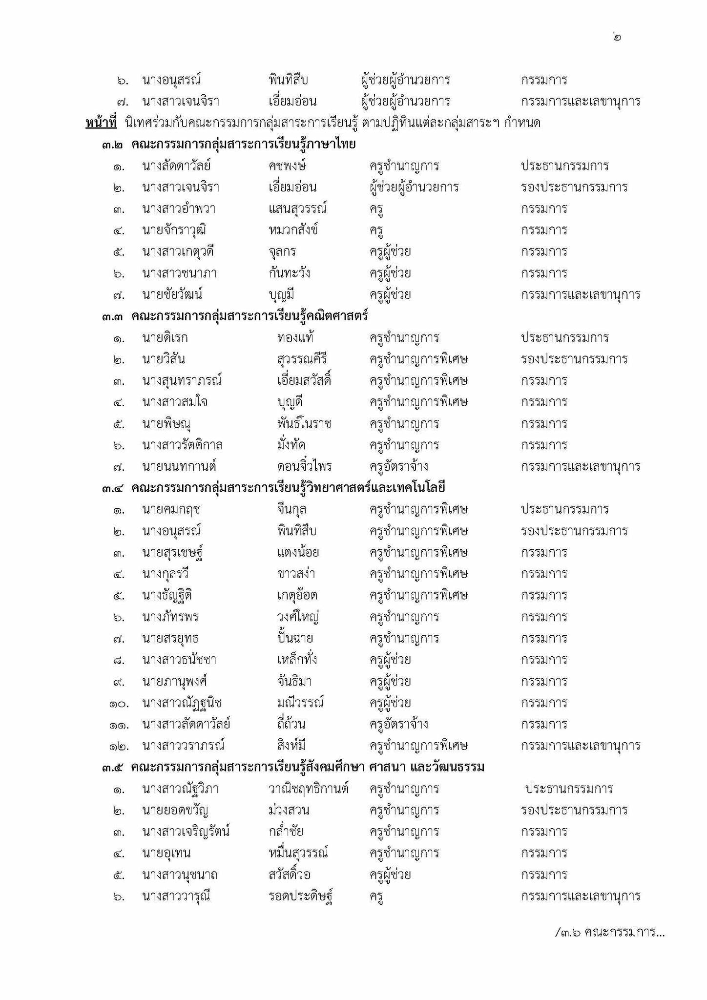 ๒
๖. นางอนุสรณ์ พินทิสืบ ผู้ช่วยผู้อำนวยการ กรรมการ
๗. นางสาวเจนจิรา เอี่ยมอ่อน ผู้ช่วยผู้อำนวยการ กรรมการและเลขานุการ
หน้าที่ นิเทศร่วมกับคณะกรรมการกลุ่มสาระการเรียนรู้ ตามปฏิทินแต่ละกลุ่มสาระฯ กำหนด
๓.๒ คณะกรรมการกลุ่มสาระการเรียนรู้ภาษาไทย
๑. นางลัดดาวัลย์ คชพงษ์ ครูชำนาญการ ประธานกรรมการ
๒. นางสาวเจนจิรา เอี่ยมอ่อน ผู้ช่วยผู้อำนวยการ รองประธานกรรมการ
๓. นางสาวอำพวา แสนสุวรรณ์ ครู กรรมการ
๔. นายจักราวุฒิ หมวกสังข์ ครู กรรมการ
๕. นางสาวเกตุวดี จุลกร ครูผู้ช่วย กรรมการ
๖. นางสาวชนาภา กันทะวัง ครูผู้ช่วย กรรมการ
๗. นายชัยวัฒน์ บุญมี ครูผู้ช่วย กรรมการและเลขานุการ
๓.๓ คณะกรรมการกลุ่มสาระการเรียนรู้คณิตศาสตร์
๑. นายดิเรก ทองแท้ ครูชำนาญการ ประธานกรรมการ
๒. นายวิสัน สุวรรณคีรี ครูชำนาญการพิเศษ รองประธานกรรมการ
๓. นางสุนทราภรณ์ เอี่ยมสวัสดิ์ ครูชำนาญการพิเศษ กรรมการ
๔. นางสาวสมใจ บุญดี ครูชำนาญการพิเศษ กรรมการ
๕. นายพิษณุ พันธ์โนราช ครูชำนาญการ กรรมการ
๖. นางสาวรัตติกาล มั่งทัด ครูชำนาญการ กรรมการ
๗. นายนนทกานต์ ดอนจิ๋วไพร ครูอัตราจ้าง กรรมการและเลขานุการ
๓.๔ คณะกรรมการกลุ่มสาระการเรียนรู้วิทยาศาสตร์และเทคโนโลยี
๑. นายคมกฤช จีนกุล ครูชำนาญการพิเศษ ประธานกรรมการ
๒. นางอนุสรณ์ พินทิสืบ ครูชำนาญการพิเศษ รองประธานกรรมการ
๓. นายสุรเชษฐ์ แตงน้อย ครูชำนาญการพิเศษ กรรมการ
๔. นางกุลรวี ขาวสง่า ครูชำนาญการพิเศษ กรรมการ
๕. นางธัญฐิติ เกตุอ๊อต ครูชำนาญการพิเศษ กรรมการ
๖. นางภัทรพร วงศ์ใหญ่ ครูชำนาญการ กรรมการ
๗. นายสรยุทธ ปั้นฉาย ครูชำนาญการ กรรมการ
๘. นางสาวธนัชชา เหล็กทั่ง ครูผู้ช่วย กรรมการ
๙. นายภานุพงศ์ จันธิมา ครูผู้ช่วย กรรมการ
๑๐. นางสาวณัฏฐนิช มณีวรรณ์ ครูผู้ช่วย กรรมการ
๑๑. นางสาวลัดดาวัลย์ ถี่ถ้วน ครูอัตราจ้าง กรรมการ
๑๒. นางสาววราภรณ์ สิงห์มี ครูชำนาญการพิเศษ กรรมการและเลขานุการ
๓.๕ คณะกรรมการกลุ่มสาระการเรียนรู้สังคมศึกษา ศาสนา และวัฒนธรรม
๑. นางสาวณัฐวิภา วาณิชฤทธิกานต์ ครูชำนาญการ ประธานกรรมการ
๒. นายยอดขวัญ ม่วงสวน ครูชำนาญการ รองประธานกรรมการ
๓. นางสาวเจริญรัตน์ กล่ำชัย ครูชำนาญการ กรรมการ
๔. นายอุเทน หมื่นสุวรรณ์ ครูชำนาญการ กรรมการ
๕. นางสาวนุชนาถ สวัสดิ์วอ ครูผู้ช่วย กรรมการ
๖. นางสาววารุณี รอดประดิษฐ์ ครู กรรมการและเลขานุการ
/๓.๖ คณะกรรมการ...